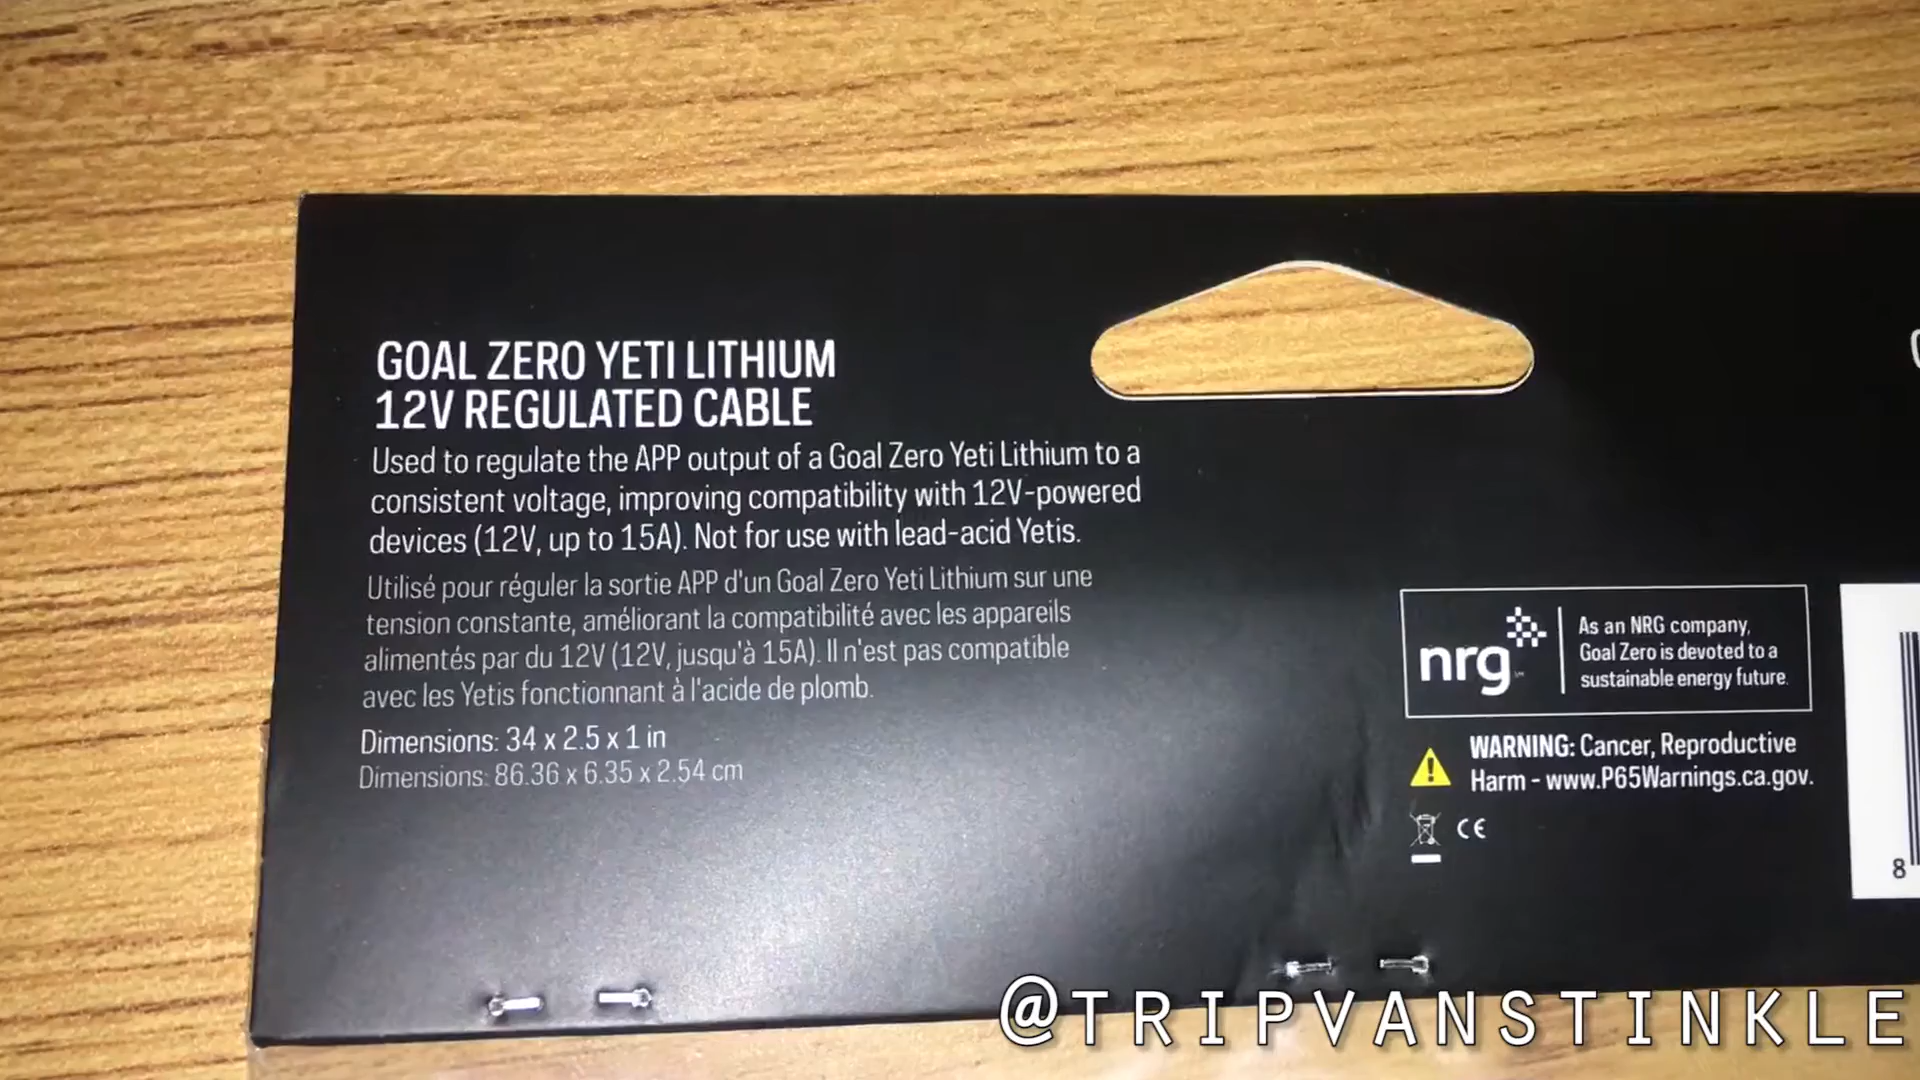 GOAL ZERO YETI LITHIUM
12V REGULATED CABLE
Used to regulate the APP output of a Goal Zero Yeti Lithium to a
consistent voltage, improving compatibility with 12V-powered
devices (12V, up to 15A). Not for use with lead-acid Yetis.
Utilisé pour réguler la sortie APP d'un Goal Zero Yeti Lithium sur une
tension constante, améliorant la compatibilité avec les appareils
alimentés par du 12V (12V, jusqu'à 15A). Il n'est pas compatible
avec les Yetis fonctionnant à l'acide de plomb.
Dimensions: 34 x 2.5 x 1 in
Dimensions: 86.36 x 6.35 x 2.54 cm
nrg
As an NRG company,
Goal Zero is devoted to a
sustainable energy future.
WARNING: Cancer, Reproductive
Harm - www.P65Warnings.ca.gov.
CE
8
@TRIPVANSTINKLE